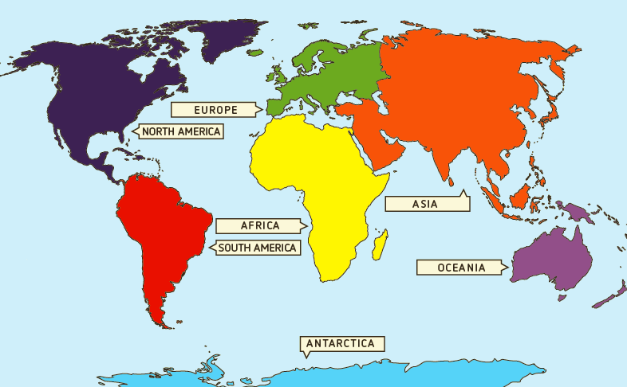 EUROPE
NORTH AMERICA
ASIA
AFRICA
SOUTH AMERICA
OCEANIA
ANTARCTICA